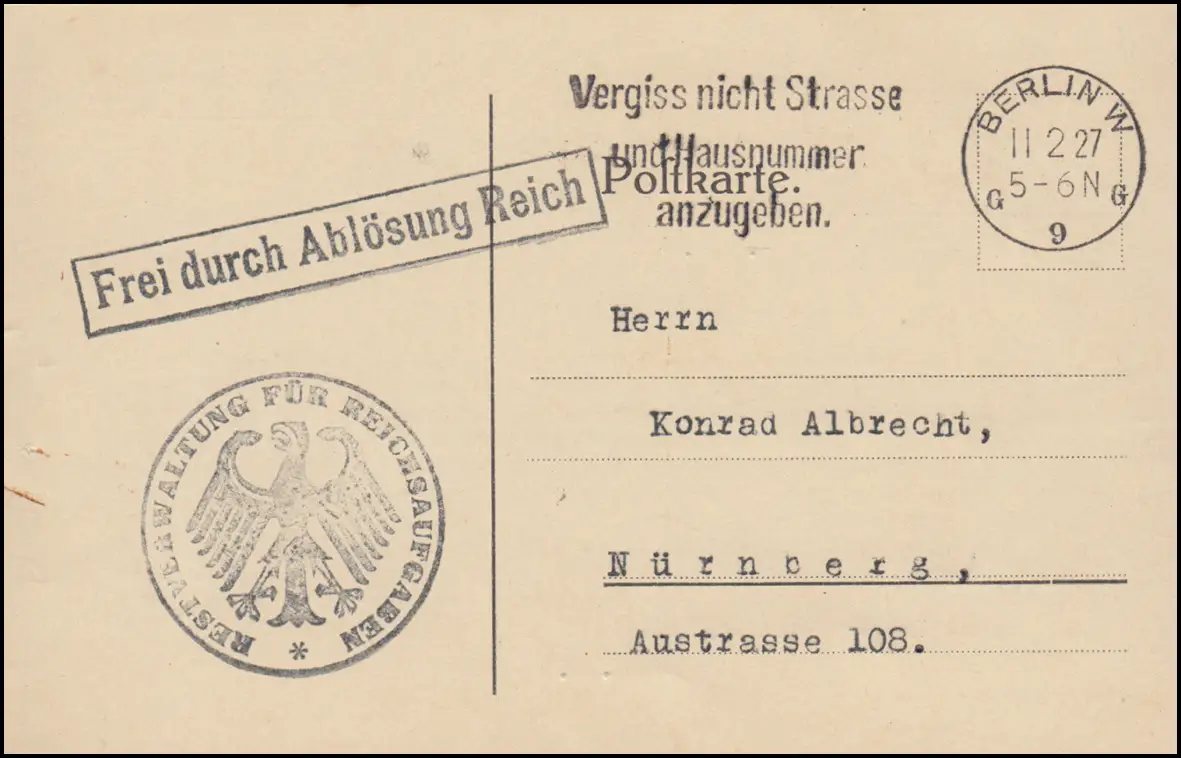 Vergiss nicht Strasse
und Hausnummer
anzugeben.
BERLIN W
11 2 27
5-6 N
G G
9
Poſtkarte.
Frei durch Ablösung Reich
RESTVERWALTUNG FÜR REICHSAUFGABEN *
Herrn
Konrad Albrecht,
Nürnberg,
Austrasse 108.